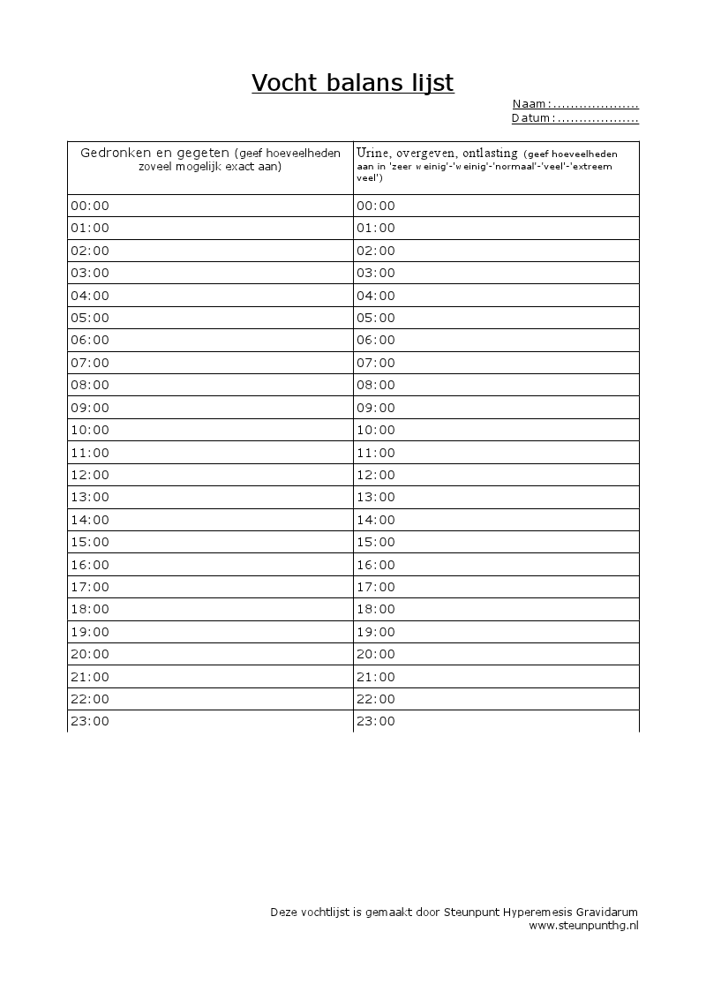 Vocht balans lijst
Naam:....................
Datum:...................
Gedronken en gegeten (geef hoeveelheden
zoveel mogelijk exact aan)
Urine, overgeven, ontlasting (geef hoeveelheden
aan in 'zeer weinig'-'weinig'-'normaal'-'veel'-'extreem
veel')
00:00 00:00
01:00 01:00
02:00 02:00
03:00 03:00
04:00 04:00
05:00 05:00
06:00 06:00
07:00 07:00
08:00 08:00
09:00 09:00
10:00 10:00
11:00 11:00
12:00 12:00
13:00 13:00
14:00 14:00
15:00 15:00
16:00 16:00
17:00 17:00
18:00 18:00
19:00 19:00
20:00 20:00
21:00 21:00
22:00 22:00
23:00 23:00
Deze vochtlijst is gemaakt door Steunpunt Hyperemesis Gravidarum
www.steunpunthg.nl